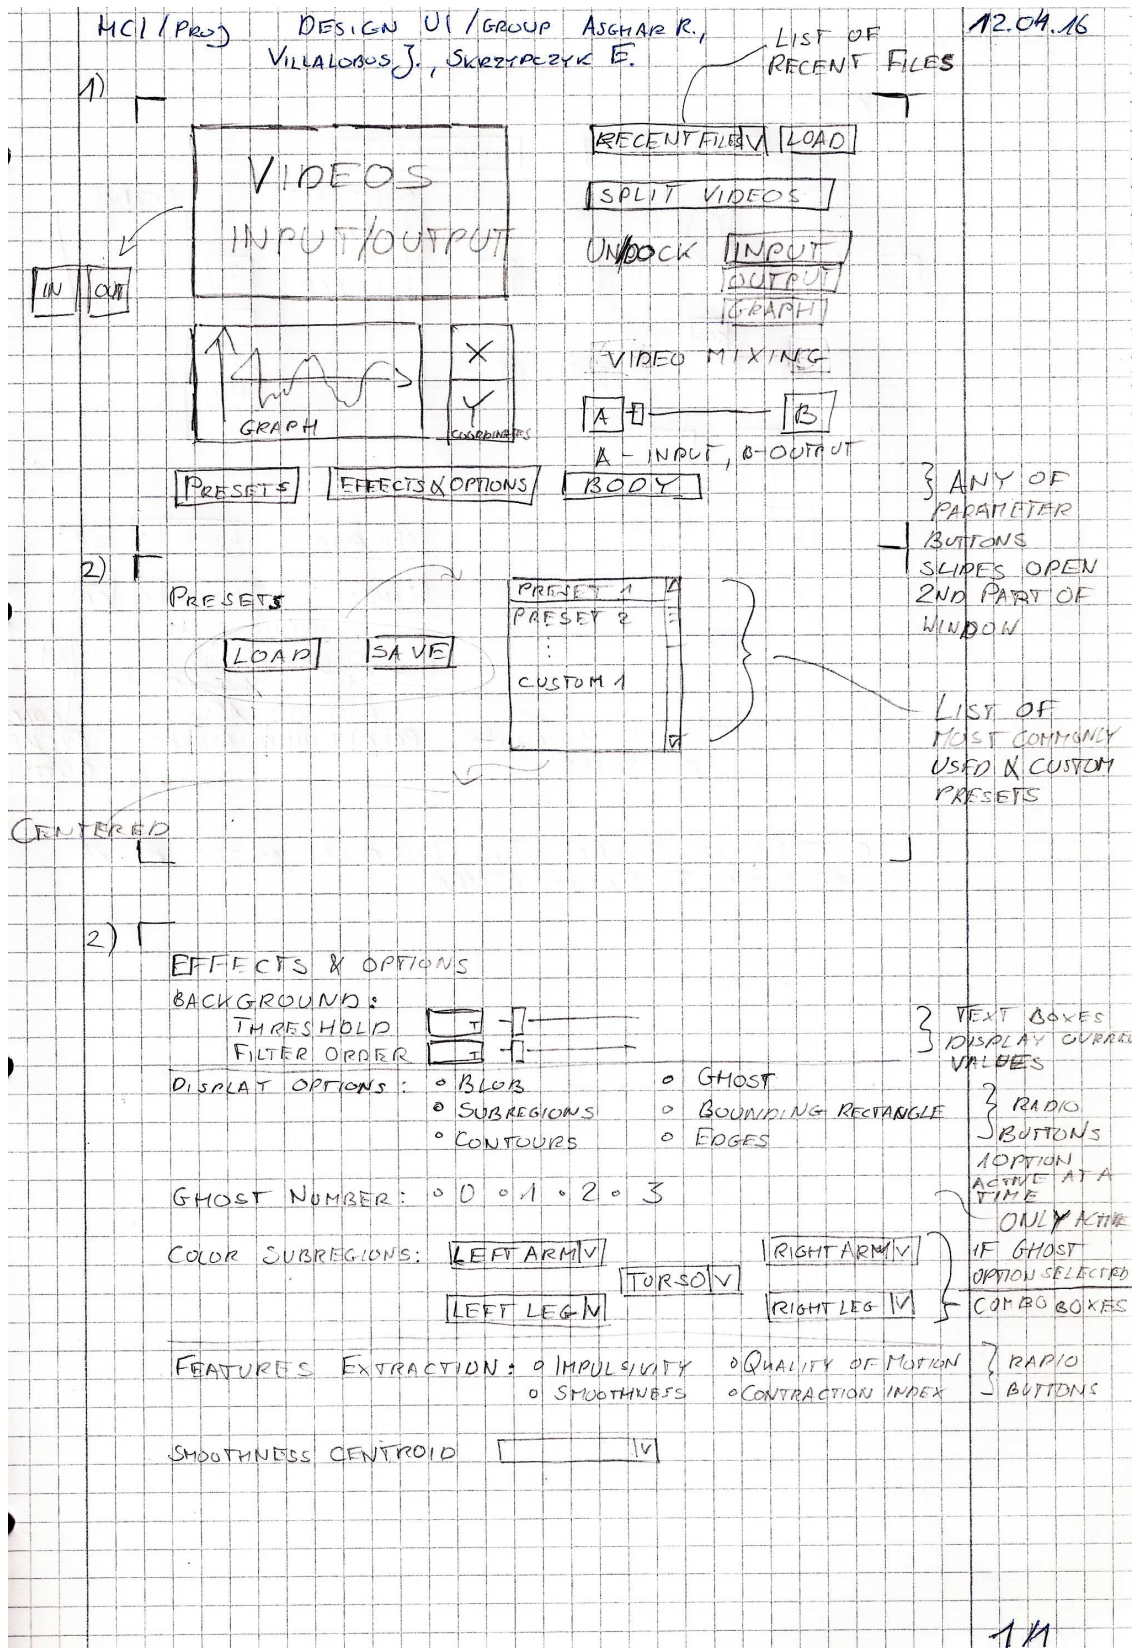 MCI/PROJ DESIGN UI/GROUP ASGHAR R., 12.04.16
VILLALOBUS J., SKRZYPCZYK E.
LIST OF
RECENT FILES
1)
VIDEOS
INPUT/OUTPUT
RECENT FILES V LOAD
SPLIT VIDEOS
UN/DOCK INPUT
OUTPUT
GRAPH
IN OUT
VIDEO MIXING
X
Y
GRAPH
COORDINATES
A B
A - INPUT, B-OUTPUT
PRESETS EFFECTS & OPTIONS BODY
} ANY OF
PARAMETER
BUTTONS
SLIDES OPEN
2ND PART OF
WINDOW
2)
PRESETS
LOAD SAVE
PRESET 1
PRESET 2
⋮
CUSTOM 1
LIST OF
MOST COMMONLY
USED & CUSTOM
PRESETS
CENTERED
2)
EFFECTS & OPTIONS
BACKGROUND:
THRESHOLD I
FILTER ORDER I
} TEXT BOXES
DISPLAY CURRE
VALUES
DISPLAY OPTIONS: o BLOB o GHOST
o SUBREGIONS o BOUNDING RECTANGLE
o CONTOURS o EDGES
} RADIO
BUTTONS
1 OPTION
ACTIVE AT A
TIME
GHOST NUMBER: o 0 o 1 o 2 o 3
ONLY ACTIVE
IF GHOST
OPTION SELECTED
COLOR SUBREGIONS: LEFT ARM V RIGHT ARM V
TORSO V
LEFT LEG V RIGHT LEG V
COMBO BOXES
FEATURES EXTRACTION: o IMPULSIVITY o QUALITY OF MOTION
o SMOOTHNESS o CONTRACTION INDEX
} RADIO
BUTTONS
SMOOTHNESS CENTROID V